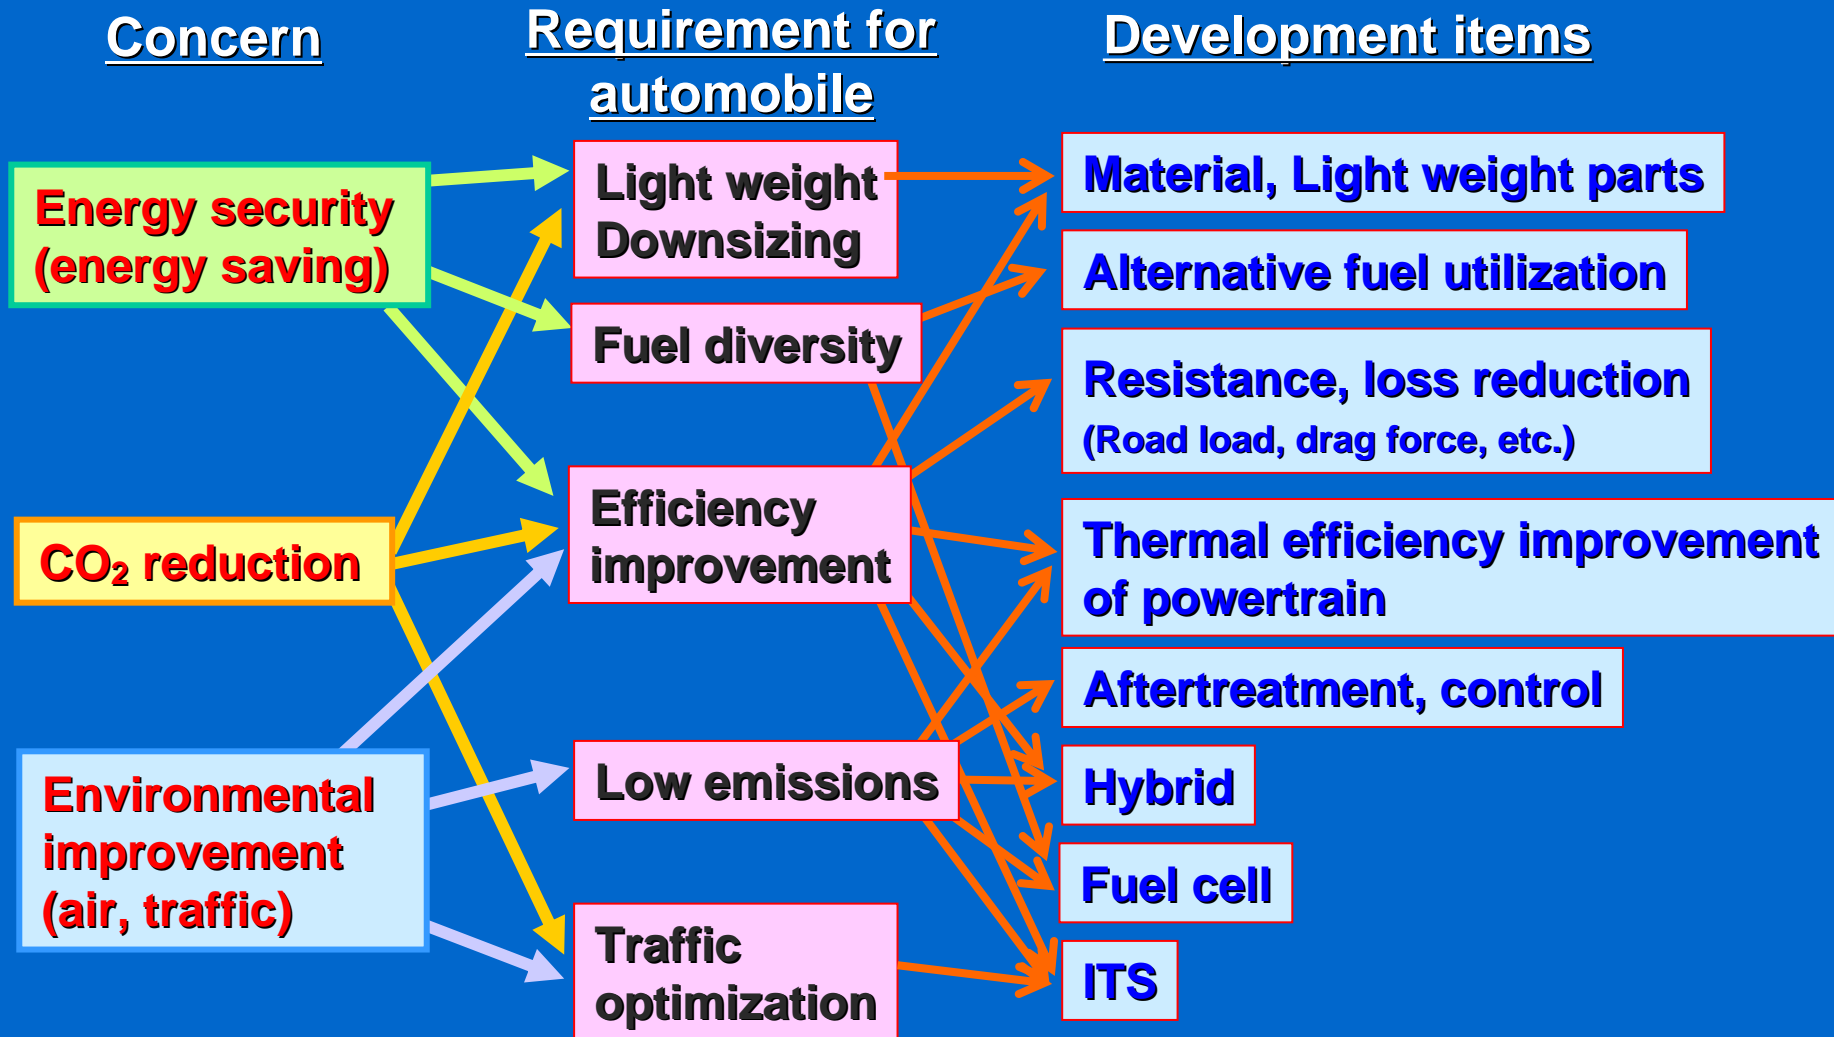 Concern
Requirement for
automobile
Development items
Energy security
(energy saving)
CO₂ reduction
Environmental
improvement
(air, traffic)
Light weight
Downsizing
Fuel diversity
Efficiency
improvement
Low emissions
Traffic
optimization
Material, Light weight parts
Alternative fuel utilization
Resistance, loss reduction
(Road load, drag force, etc.)
Thermal efficiency improvement
of powertrain
Aftertreatment, control
Hybrid
Fuel cell
ITS